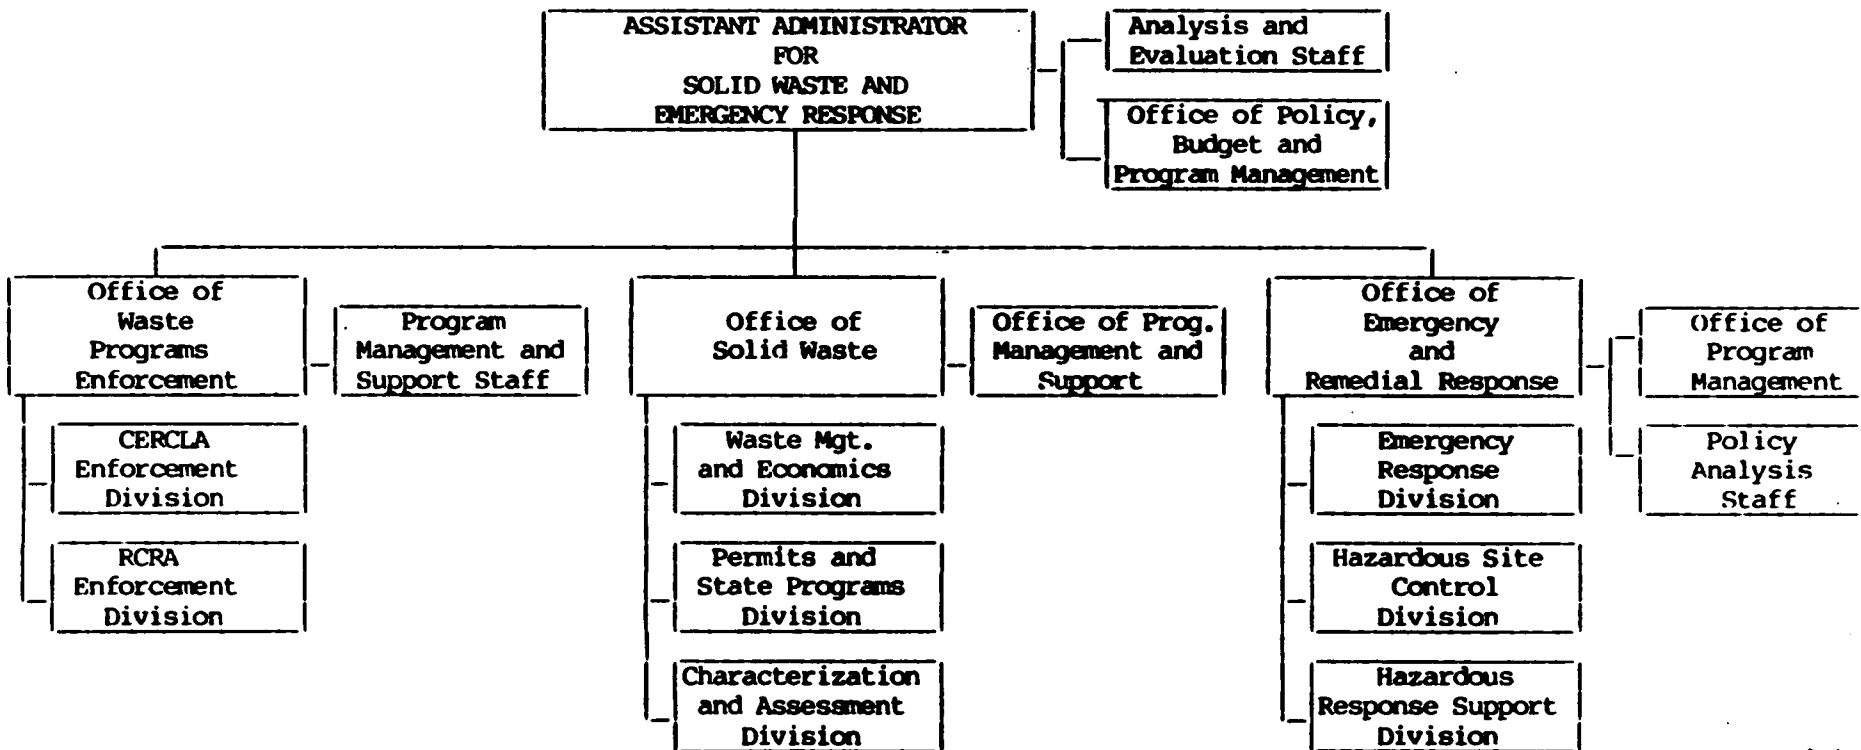 ASSISTANT ADMINISTRATOR
FOR
SOLID WASTE AND
EMERGENCY RESPONSE
Analysis and
Evaluation Staff
Office of Policy,
Budget and
Program Management
Office of
Waste
Programs
Enforcement
Program
Management and
Support Staff
CERCLA
Enforcement
Division
RCRA
Enforcement
Division
Office of
Solid Waste
Office of Prog.
Management and
Support
Waste Mgt.
and Economics
Division
Permits and
State Programs
Division
Characterization
and Assessment
Division
Office of
Emergency
and
Remedial Response
Office of
Program
Management
Policy
Analysis
Staff
Emergency
Response
Division
Hazardous Site
Control
Division
Hazardous
Response Support
Division